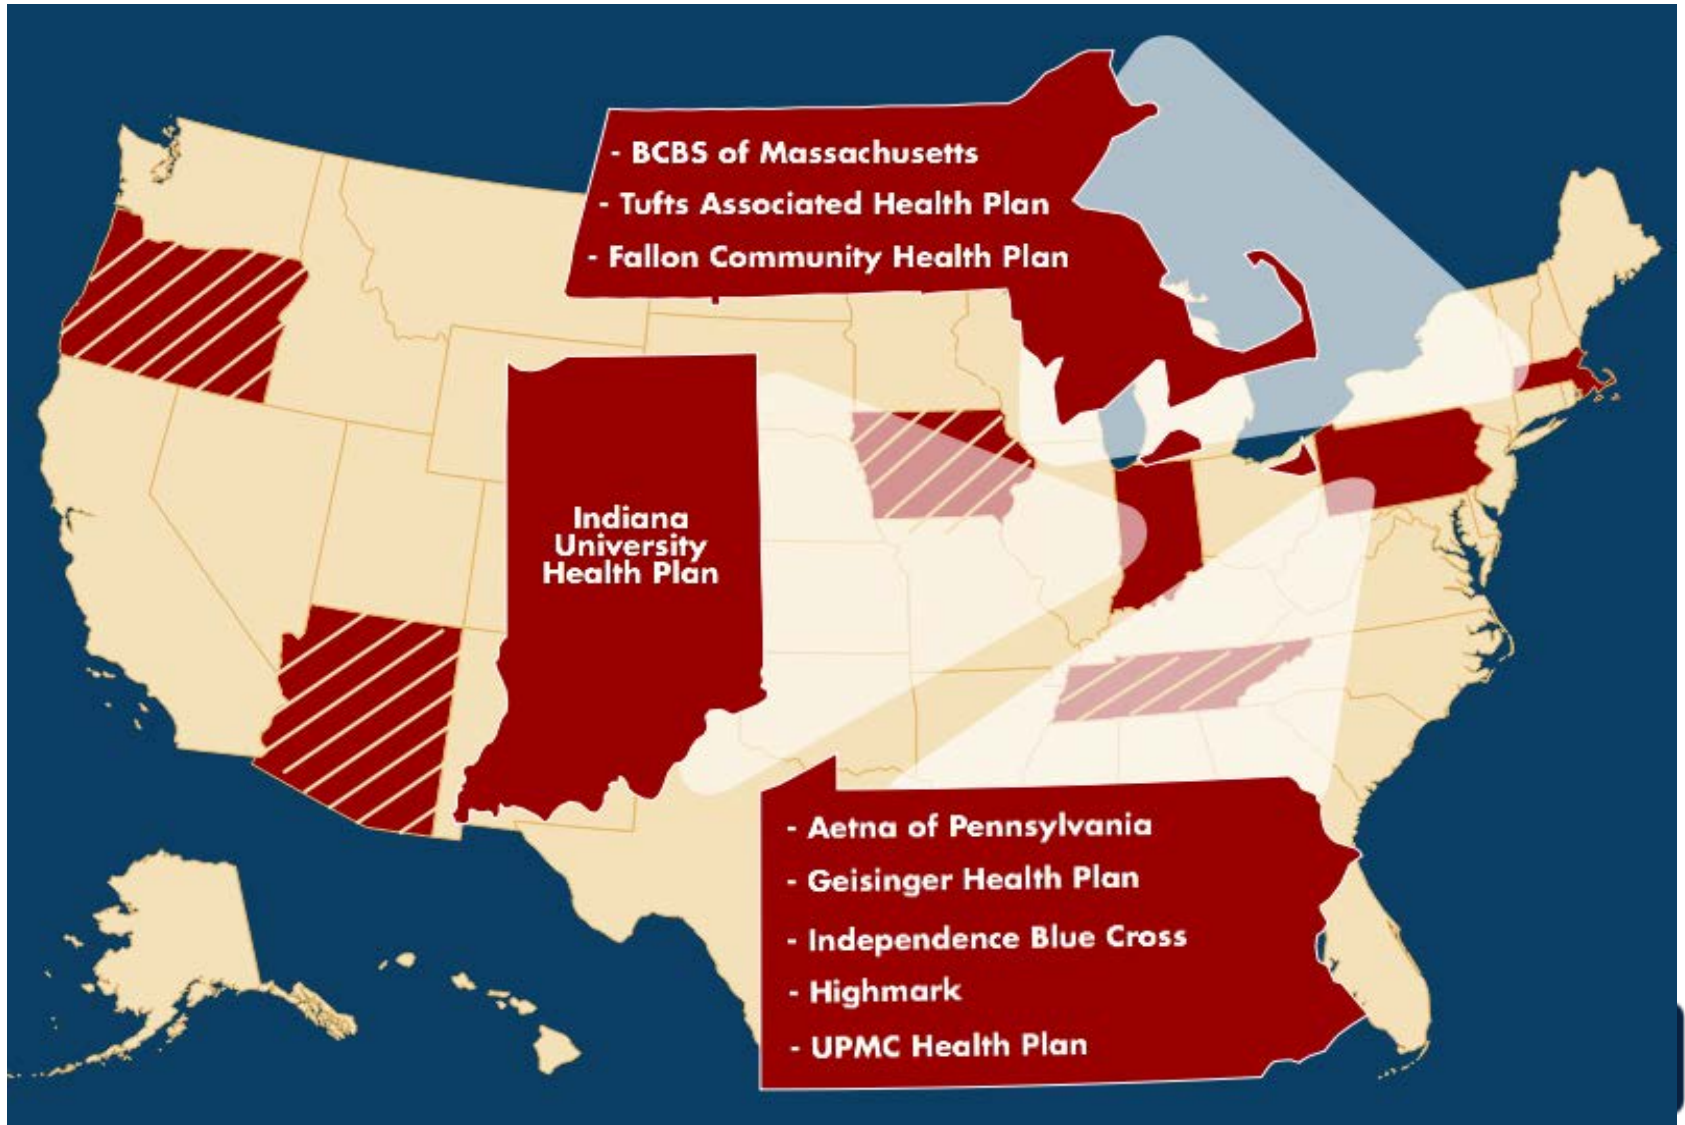 - BCBS of Massachusetts
- Tufts Associated Health Plan
- Fallon Community Health Plan
Indiana
University
Health Plan
- Aetna of Pennsylvania
- Geisinger Health Plan
- Independence Blue Cross
- Highmark
- UPMC Health Plan